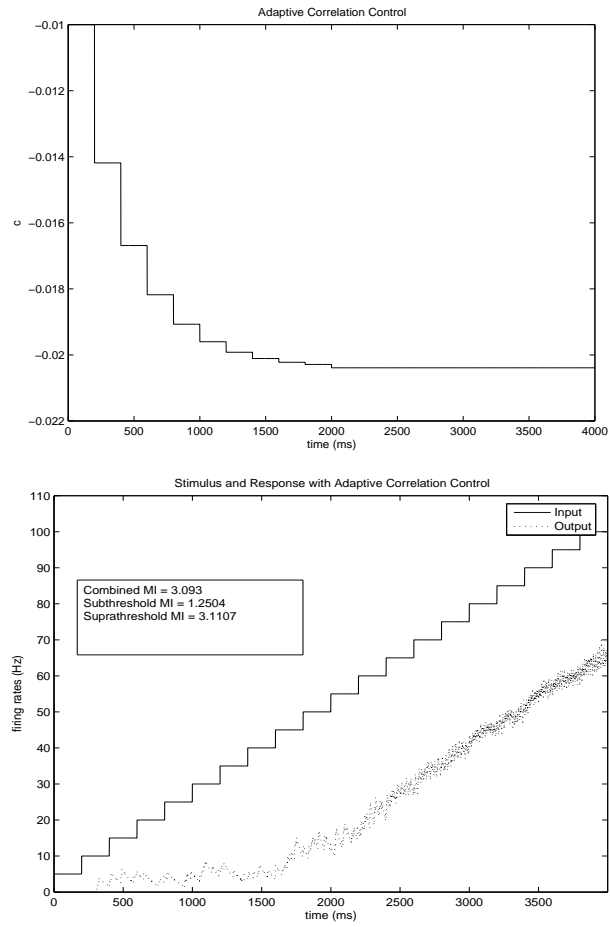 Adaptive Correlation Control
−0.01
−0.012
−0.014
−0.016
−0.018
−0.02
−0.022
c
0 500 1000 1500 2000 2500 3000 3500 4000
time (ms)
Stimulus and Response with Adaptive Correlation Control
110
100
90
80
70
60
50
40
30
20
10
0
firing rates (Hz)
Input
Output
Combined MI = 3.093
Subthreshold MI = 1.2504
Suprathreshold MI = 3.1107
0 500 1000 1500 2000 2500 3000 3500
time (ms)